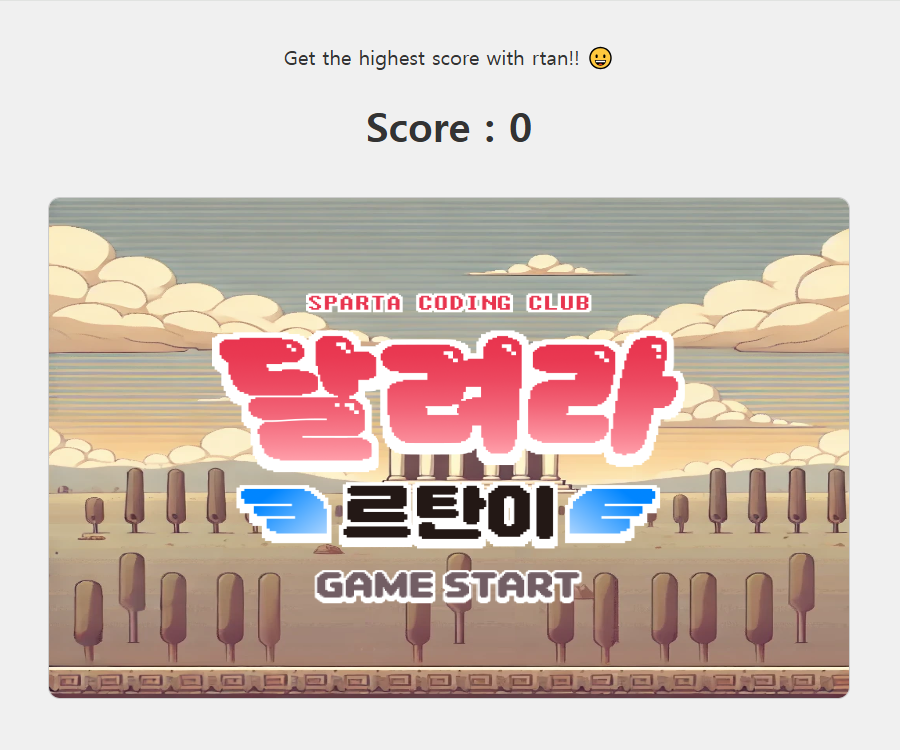 Get the highest score with rtan!! 😀
Score : 0
SPARTA CODING CLUB
달려라
르탄이
GAME START